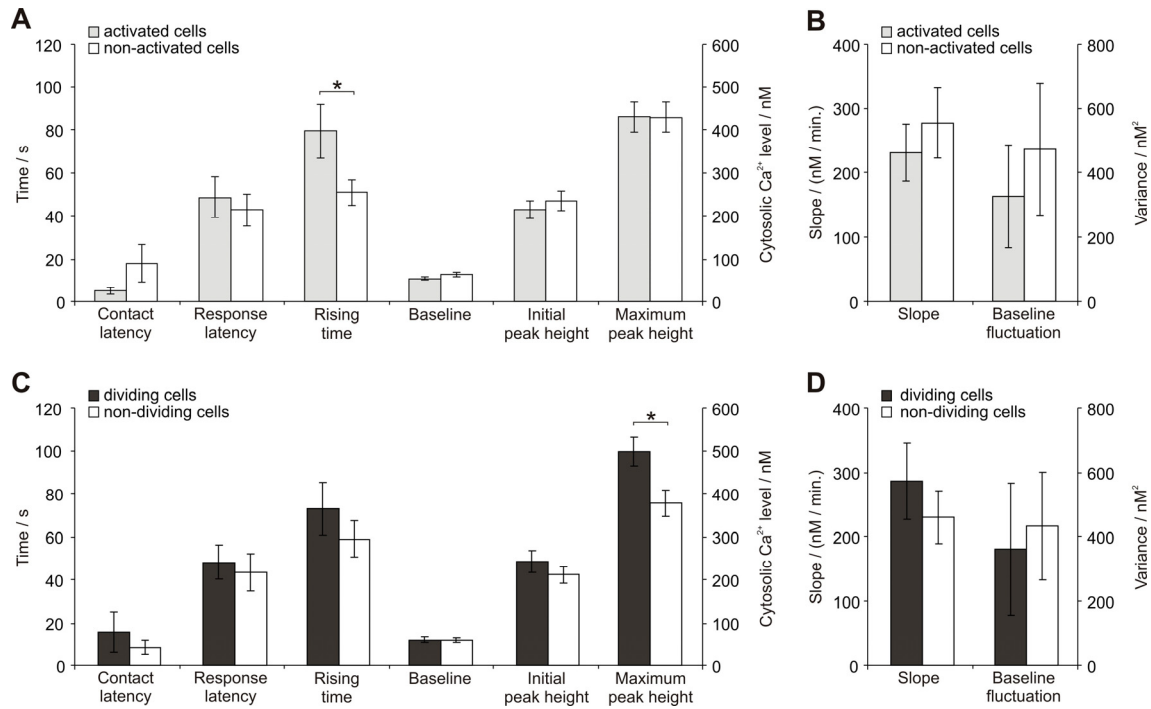 A
activated cells
non-activated cells
120
100
80
60
40
20
0
Time / s
600
500
400
300
200
100
0
Cytosolic Ca²⁺ level / nM
*
Contact
latency
Response
latency
Rising
time
Baseline
Initial
peak height
Maximum
peak height
B
activated cells
non-activated cells
400
300
200
100
0
Slope / (nM / min.)
800
600
400
200
0
Variance / nM²
Slope
Baseline
fluctuation
C
dividing cells
non-dividing cells
120
100
80
60
40
20
0
Time / s
600
500
400
300
200
100
0
Cytosolic Ca²⁺ level / nM
*
Contact
latency
Response
latency
Rising
time
Baseline
Initial
peak height
Maximum
peak height
D
dividing cells
non-dividing cells
400
300
200
100
0
Slope / (nM / min.)
800
600
400
200
0
Variance / nM²
Slope
Baseline
fluctuation